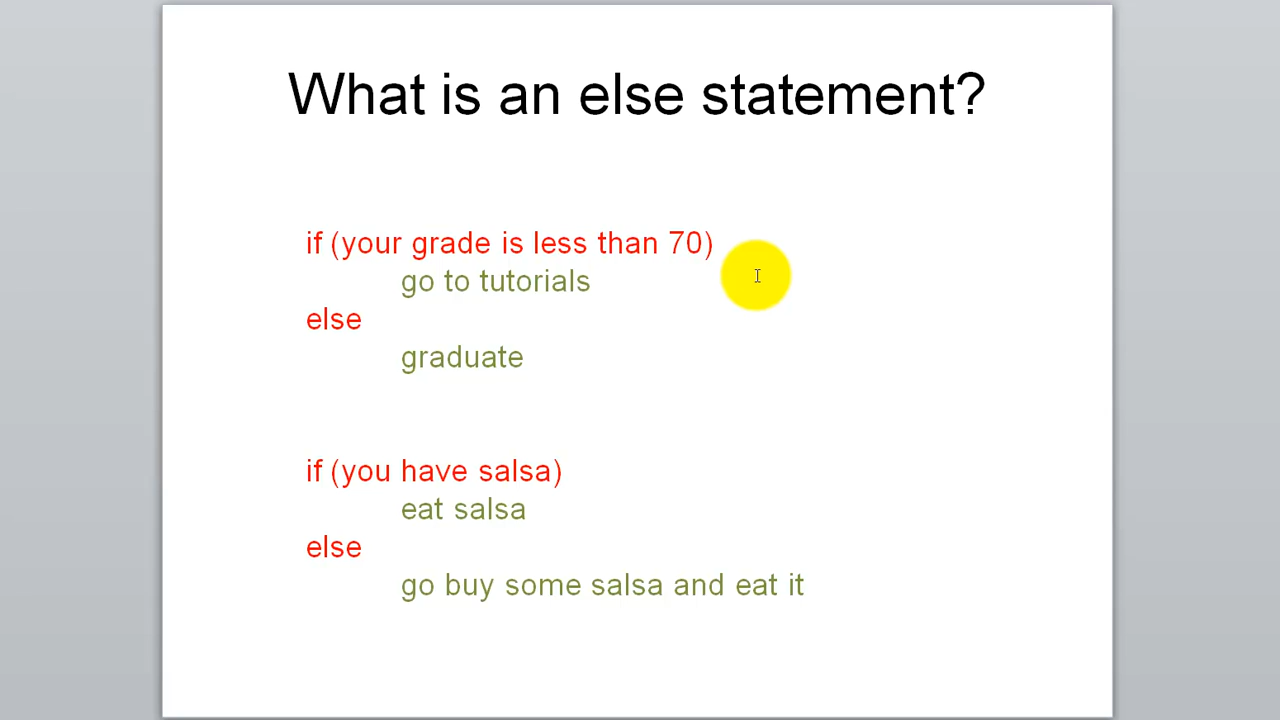 What is an else statement?
if (your grade is less than 70)
go to tutorials
else
graduate
if (you have salsa)
eat salsa
else
go buy some salsa and eat it